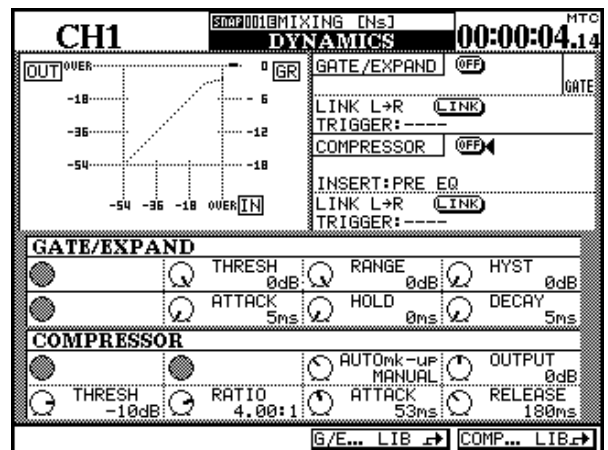 CH1
SNAP001 MIXING [Ns]
DYNAMICS
MTC
00:00:04.14
OUT
OVER
0
GR
-18
6
-36
-12
-54
-18
-54 -36 -18 OVER
IN
GATE/EXPAND
OFF
GATE
LINK L→R
LINK
TRIGGER:----
COMPRESSOR
OFF
INSERT:PRE EQ
LINK L→R
LINK
TRIGGER:----
GATE/EXPAND
THRESH
0dB
RANGE
0dB
HYST
0dB
ATTACK
5ms
HOLD
0ms
DECAY
5ms
COMPRESSOR
AUTOmk-up
MANUAL
OUTPUT
0dB
THRESH
-10dB
RATIO
4.00:1
ATTACK
53ms
RELEASE
180ms
G/E... LIB
COMP... LIB